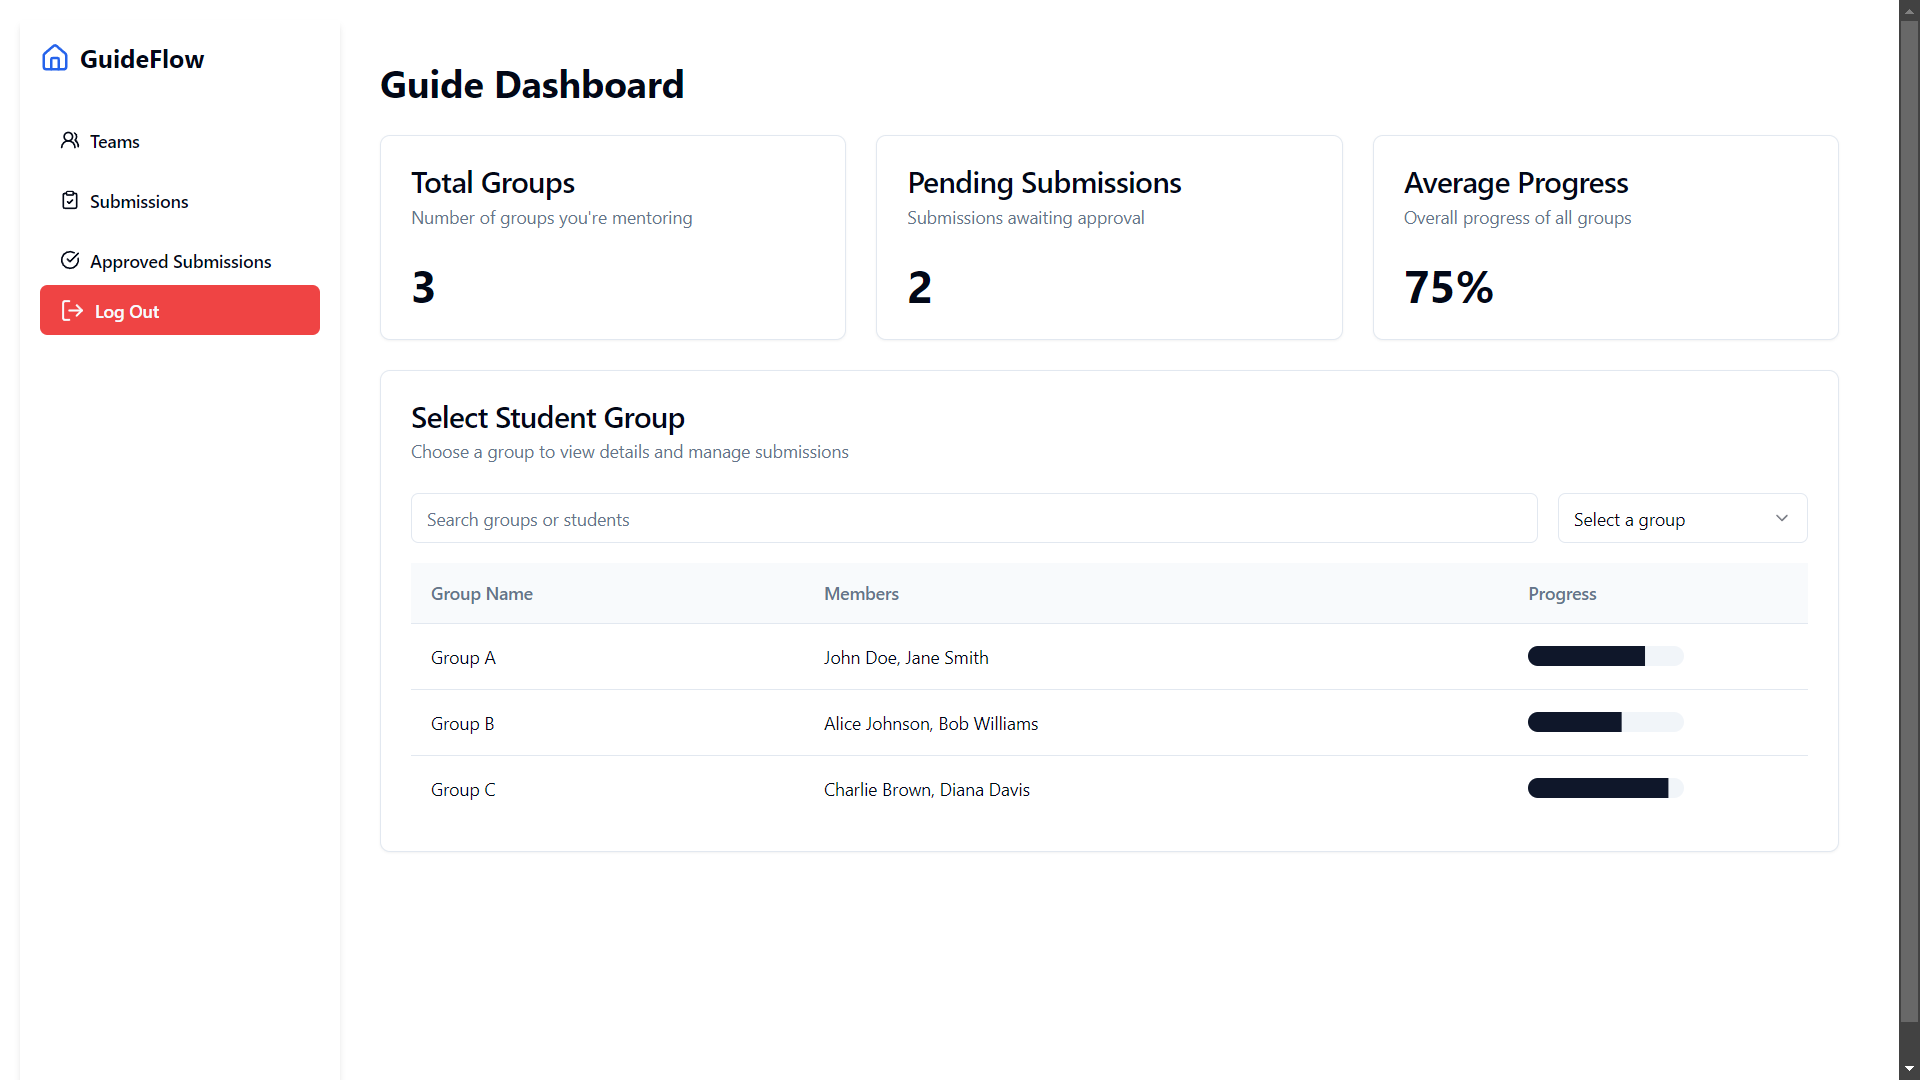 GuideFlow
Teams
Submissions
Approved Submissions
Log Out
Guide Dashboard
Total Groups
Number of groups you're mentoring
3
Pending Submissions
Submissions awaiting approval
2
Average Progress
Overall progress of all groups
75%
Select Student Group
Choose a group to view details and manage submissions
Search groups or students
Select a group
Group Name Members Progress
Group A John Doe, Jane Smith
Group B Alice Johnson, Bob Williams
Group C Charlie Brown, Diana Davis